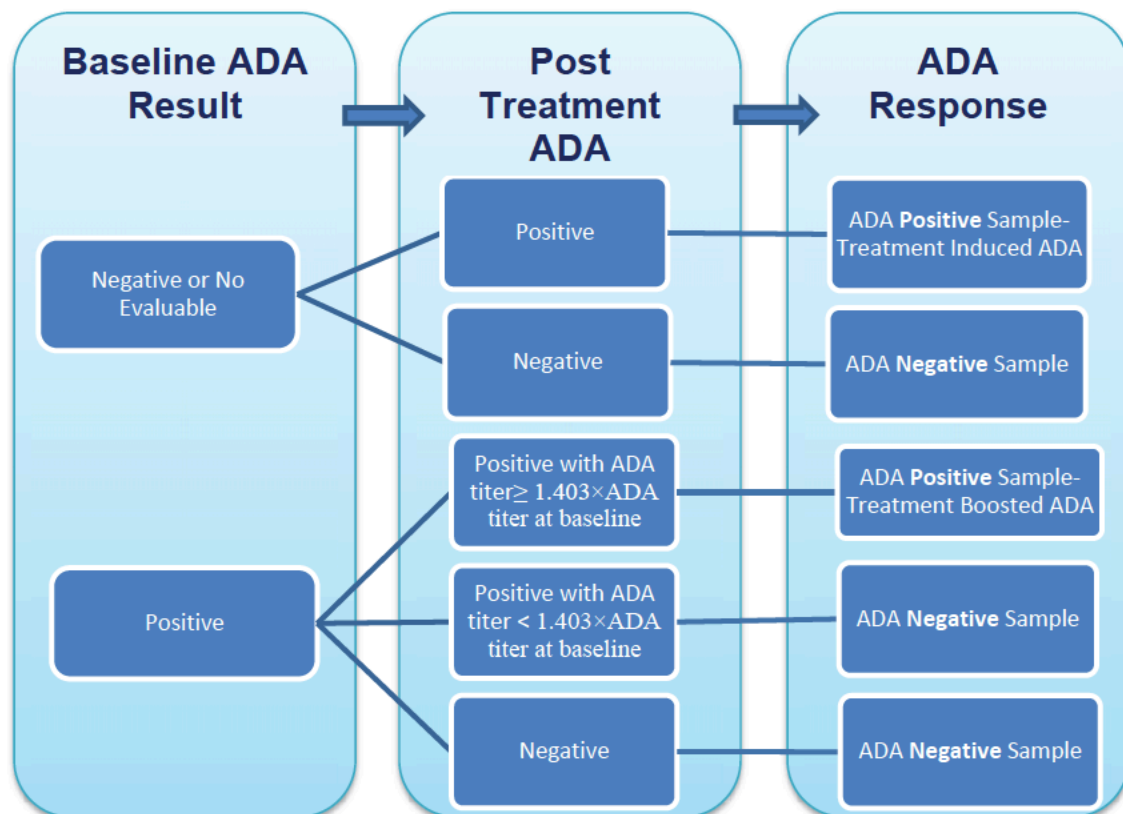 Baseline ADA
Result
Post
Treatment
ADA
ADA
Response
Negative or No
Evaluable
Positive
ADA Positive Sample-
Treatment Induced ADA
Negative
ADA Negative Sample
Positive
Positive with ADA
titer≥ 1.403×ADA
titer at baseline
ADA Positive Sample-
Treatment Boosted ADA
Positive with ADA
titer < 1.403×ADA
titer at baseline
ADA Negative Sample
Negative
ADA Negative Sample